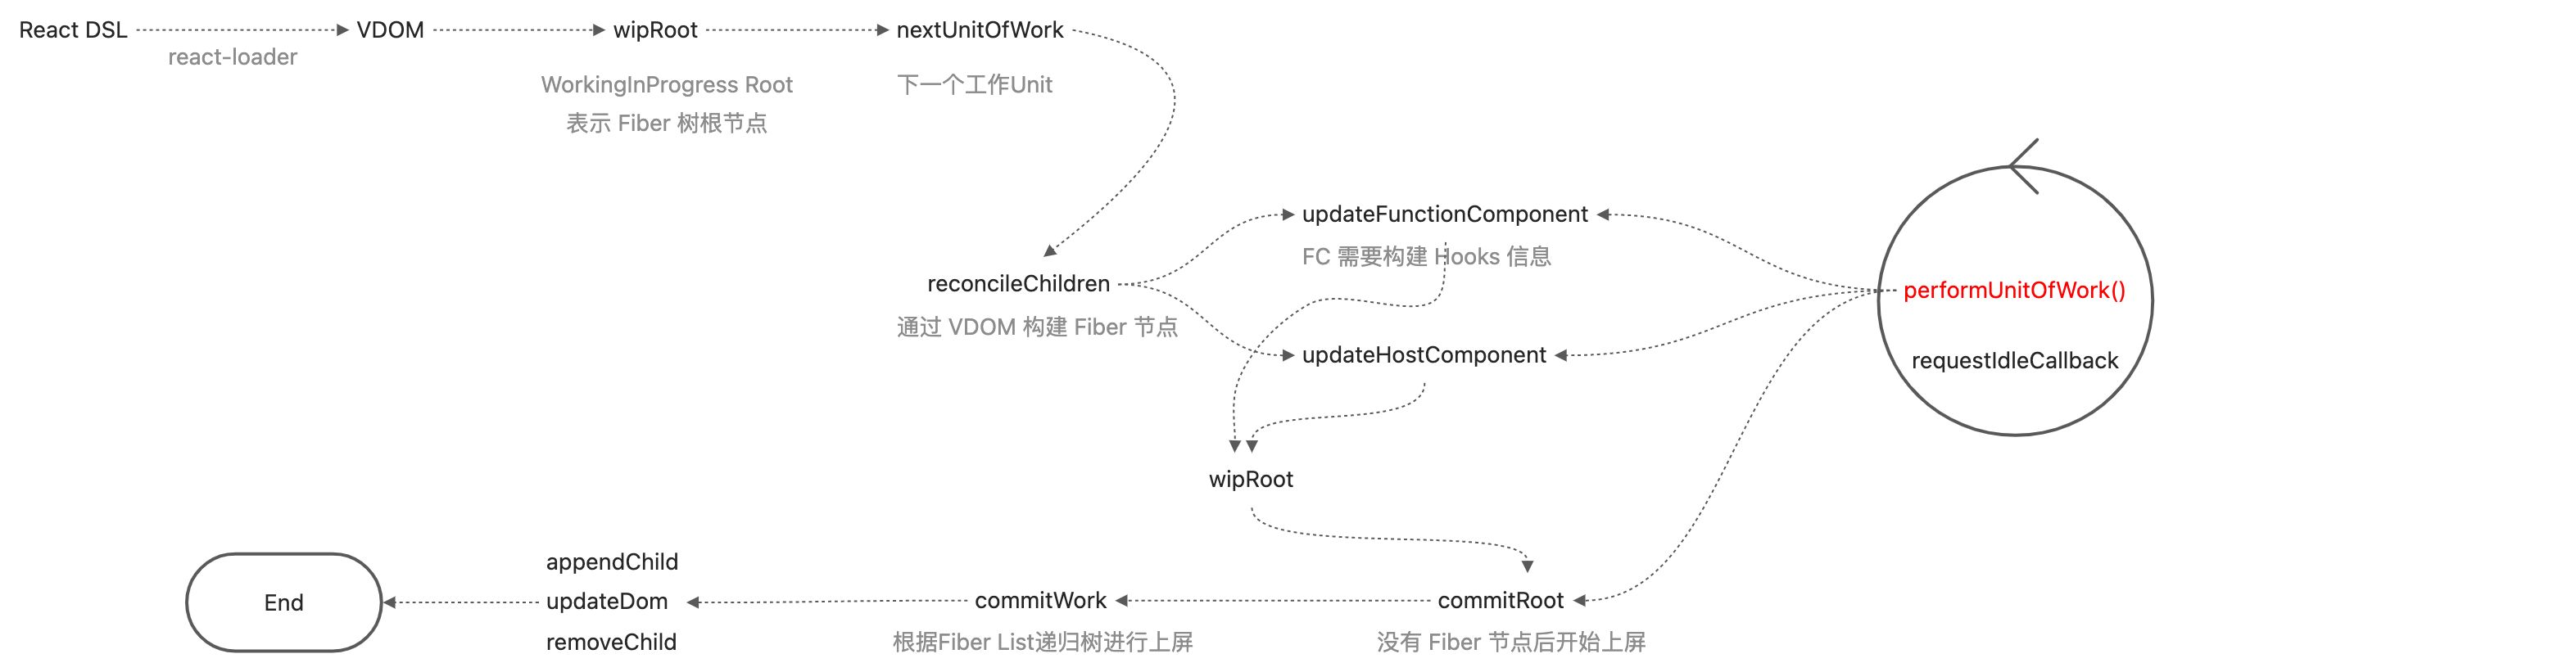 React DSL
react-loader
VDOM
wipRoot
WorkingInProgress Root
表示 Fiber 树根节点
nextUnitOfWork
下一个工作Unit
reconcileChildren
通过 VDOM 构建 Fiber 节点
updateFunctionComponent
FC 需要构建 Hooks 信息
updateHostComponent
performUnitOfWork()
requestIdleCallback
wipRoot
commitRoot
没有 Fiber 节点后开始上屏
commitWork
根据Fiber List递归树进行上屏
appendChild
updateDom
removeChild
End